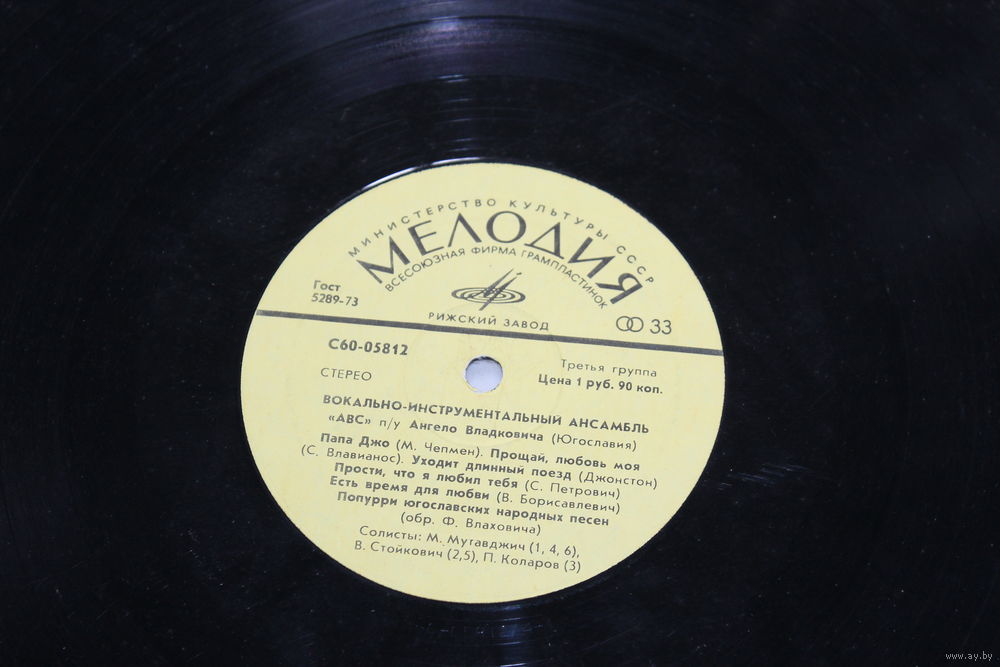 МИНИСТЕРСТВО КУЛЬТУРЫ СССР
МЕЛОДИЯ
ВСЕСОЮЗНАЯ ФИРМА ГРАМПЛАСТИНОК
Гост
5289-73
РИЖСКИЙ ЗАВОД
33
С60-05812
Третья группа
СТЕРЕО
Цена 1 руб. 90 коп.
ВОКАЛЬНО-ИНСТРУМЕНТАЛЬНЫЙ АНСАМБЛЬ
«АВС» п/у Ангело Владковича (Югославия)
Папа Джо (М. Чепмен). Прощай, любовь моя
(С. Влавианос). Уходит длинный поезд (Джонстон)
Прости, что я любил тебя (С. Петрович)
Есть время для любви (В. Борисавлевич)
Попурри югославских народных песен
(обр. Ф. Влаховича)
Солисты: М. Мугавджич (1, 4, 6),
В. Стойкович (2,5), П. Коларов (3)
www.ay.by